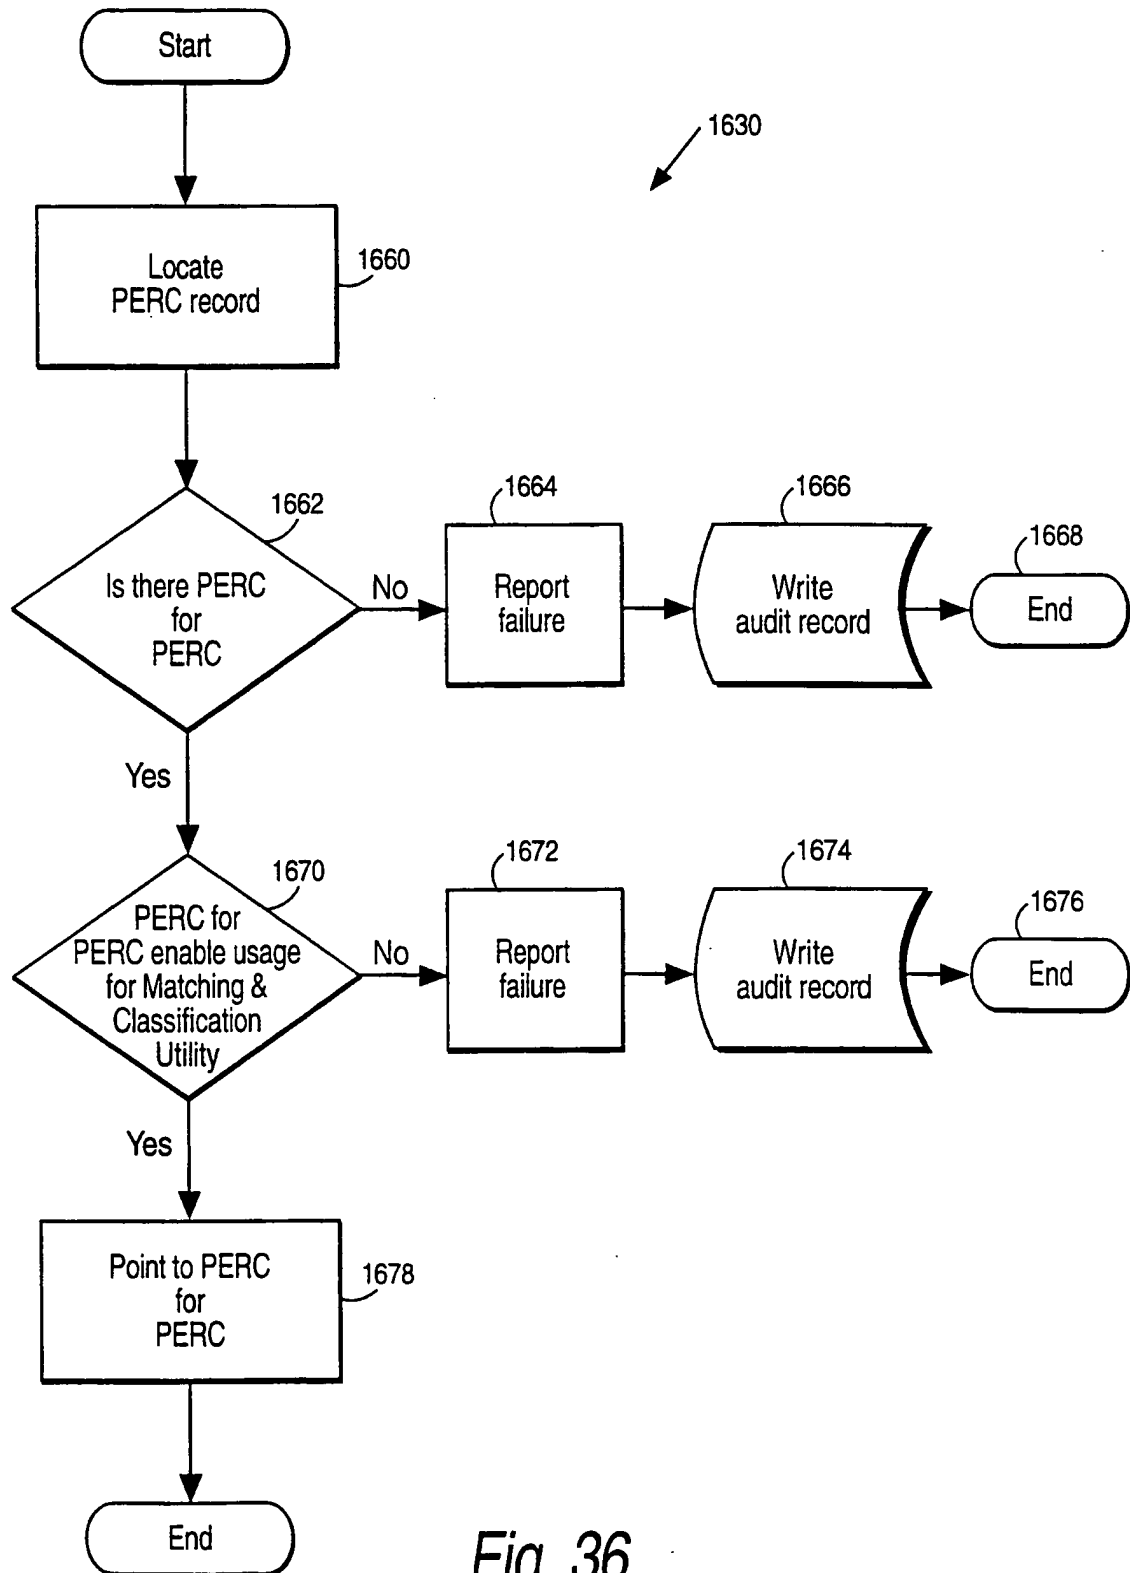 Start
1630
Locate
PERC record
1660
1662
Is there PERC
for
PERC
No
1664
Report
failure
1666
Write
audit record
1668
End
Yes
1670
PERC for
PERC enable usage
for Matching &
Classification
Utility
No
1672
Report
failure
1674
Write
audit record
1676
End
Yes
Point to PERC
for
PERC
1678
End
Fig. 36